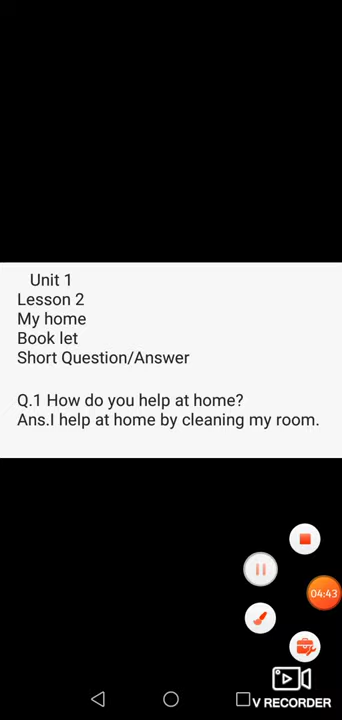 Unit 1
Lesson 2
My home
Book let
Short Question/Answer
Q.1 How do you help at home?
Ans.I help at home by cleaning my room.
04:43
V RECORDER